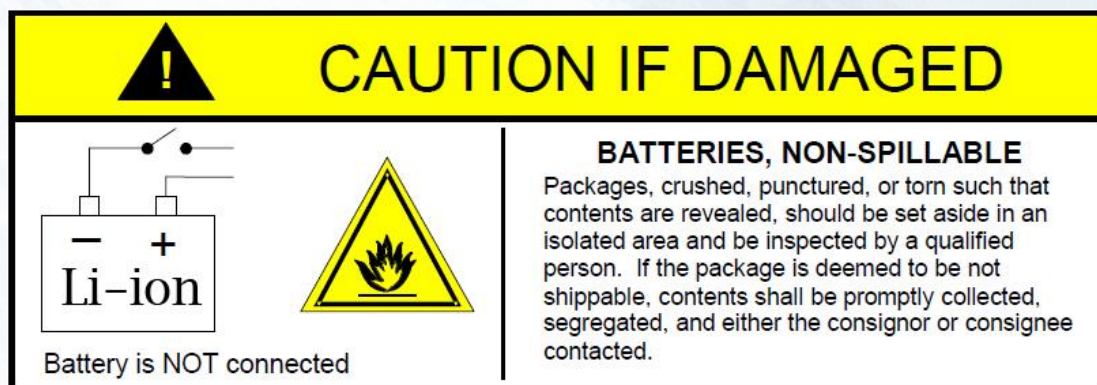 ! CAUTION IF DAMAGED
− +
Li-ion
Battery is NOT connected
BATTERIES, NON-SPILLABLE
Packages, crushed, punctured, or torn such that
contents are revealed, should be set aside in an
isolated area and be inspected by a qualified
person. If the package is deemed to be not
shippable, contents shall be promptly collected,
segregated, and either the consignor or consignee
contacted.